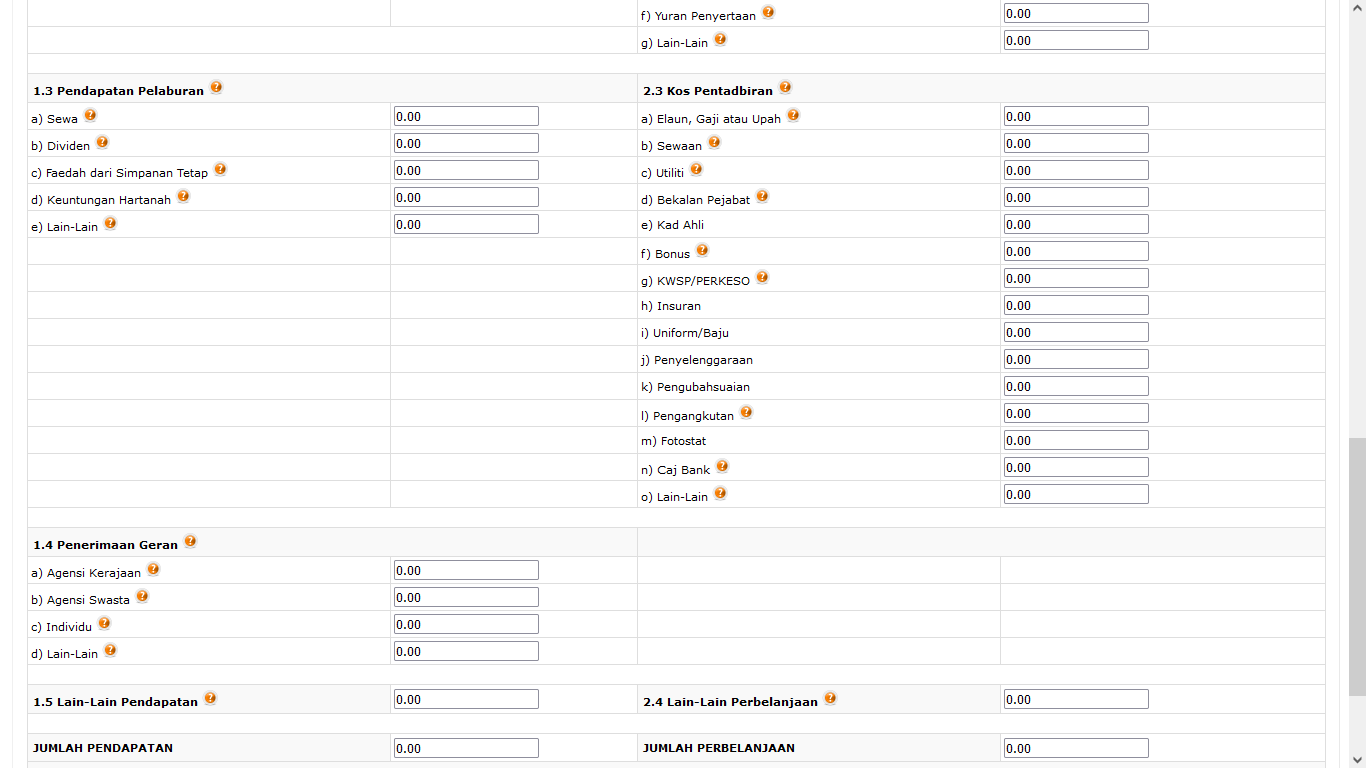 f) Yuran Penyertaan 0.00
g) Lain-Lain 0.00
1.3 Pendapatan Pelaburan 2.3 Kos Pentadbiran
a) Sewa 0.00 a) Elaun, Gaji atau Upah 0.00
b) Dividen 0.00 b) Sewaan 0.00
c) Faedah dari Simpanan Tetap 0.00 c) Utiliti 0.00
d) Keuntungan Hartanah 0.00 d) Bekalan Pejabat 0.00
e) Lain-Lain 0.00 e) Kad Ahli 0.00
f) Bonus 0.00
g) KWSP/PERKESO 0.00
h) Insuran 0.00
i) Uniform/Baju 0.00
j) Penyelenggaraan 0.00
k) Pengubahsuaian 0.00
l) Pengangkutan 0.00
m) Fotostat 0.00
n) Caj Bank 0.00
o) Lain-Lain 0.00
1.4 Penerimaan Geran
a) Agensi Kerajaan 0.00
b) Agensi Swasta 0.00
c) Individu 0.00
d) Lain-Lain 0.00
1.5 Lain-Lain Pendapatan 0.00 2.4 Lain-Lain Perbelanjaan 0.00
JUMLAH PENDAPATAN 0.00 JUMLAH PERBELANJAAN 0.00